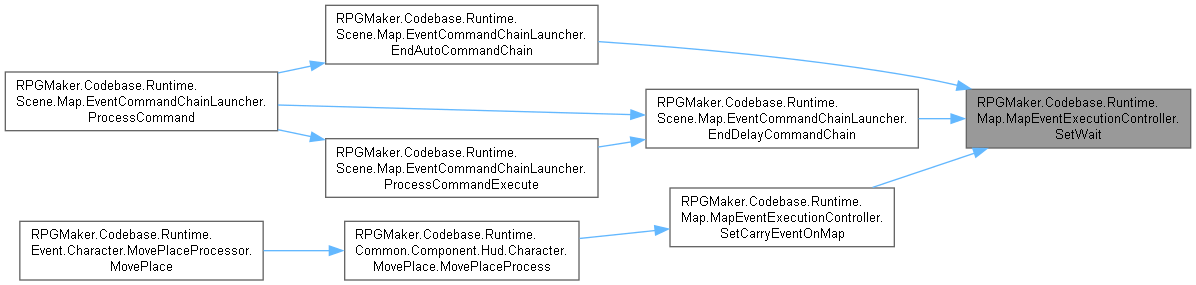 RPGMaker.Codebase.Runtime.
Scene.Map.EventCommandChainLauncher.
EndAutoCommandChain
RPGMaker.Codebase.Runtime.
Scene.Map.EventCommandChainLauncher.
ProcessCommand
RPGMaker.Codebase.Runtime.
Scene.Map.EventCommandChainLauncher.
EndDelayCommandChain
RPGMaker.Codebase.Runtime.
Map.MapEventExecutionController.
SetWait
RPGMaker.Codebase.Runtime.
Scene.Map.EventCommandChainLauncher.
ProcessCommandExecute
RPGMaker.Codebase.Runtime.
Map.MapEventExecutionController.
SetCarryEventOnMap
RPGMaker.Codebase.Runtime.
Event.Character.MovePlaceProcessor.
MovePlace
RPGMaker.Codebase.Runtime.
Common.Component.Hud.Character.
MovePlace.MovePlaceProcess